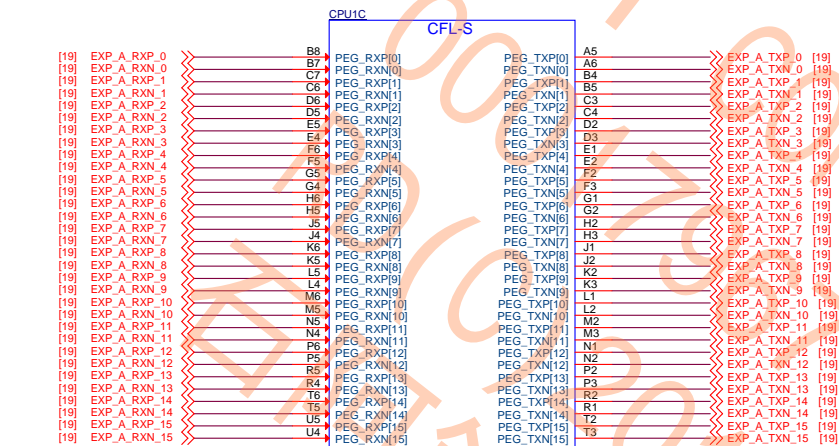 CPU1C
CFL-S
[19] EXP_A_RXP_0 B8 PEG_RXP[0] PEG_TXP[0] A5 EXP_A_TXP_0 [19]
[19] EXP_A_RXN_0 B7 PEG_RXN[0] PEG_TXN[0] A6 EXP_A_TXN_0 [19]
[19] EXP_A_RXP_1 C7 PEG_RXP[1] PEG_TXP[1] B4 EXP_A_TXP_1 [19]
[19] EXP_A_RXN_1 C6 PEG_RXN[1] PEG_TXN[1] B5 EXP_A_TXN_1 [19]
[19] EXP_A_RXP_2 D6 PEG_RXP[2] PEG_TXP[2] C3 EXP_A_TXP_2 [19]
[19] EXP_A_RXN_2 D5 PEG_RXN[2] PEG_TXN[2] C4 EXP_A_TXN_2 [19]
[19] EXP_A_RXP_3 E5 PEG_RXP[3] PEG_TXP[3] D2 EXP_A_TXP_3 [19]
[19] EXP_A_RXN_3 E4 PEG_RXN[3] PEG_TXN[3] D3 EXP_A_TXN_3 [19]
[19] EXP_A_RXP_4 F6 PEG_RXP[4] PEG_TXP[4] E1 EXP_A_TXP_4 [19]
[19] EXP_A_RXN_4 F5 PEG_RXN[4] PEG_TXN[4] E2 EXP_A_TXN_4 [19]
[19] EXP_A_RXP_5 G5 PEG_RXP[5] PEG_TXP[5] F2 EXP_A_TXP_5 [19]
[19] EXP_A_RXN_5 G4 PEG_RXN[5] PEG_TXN[5] F3 EXP_A_TXN_5 [19]
[19] EXP_A_RXP_6 H6 PEG_RXP[6] PEG_TXP[6] G1 EXP_A_TXP_6 [19]
[19] EXP_A_RXN_6 H5 PEG_RXN[6] PEG_TXN[6] G2 EXP_A_TXN_6 [19]
[19] EXP_A_RXP_7 J5 PEG_RXP[7] PEG_TXP[7] H2 EXP_A_TXP_7 [19]
[19] EXP_A_RXN_7 J4 PEG_RXN[7] PEG_TXN[7] H3 EXP_A_TXN_7 [19]
[19] EXP_A_RXP_8 K6 PEG_RXP[8] PEG_TXP[8] J1 EXP_A_TXP_8 [19]
[19] EXP_A_RXN_8 K5 PEG_RXN[8] PEG_TXN[8] J2 EXP_A_TXN_8 [19]
[19] EXP_A_RXP_9 L5 PEG_RXP[9] PEG_TXP[9] K2 EXP_A_TXP_9 [19]
[19] EXP_A_RXN_9 L4 PEG_RXN[9] PEG_TXN[9] K3 EXP_A_TXN_9 [19]
[19] EXP_A_RXP_10 M6 PEG_RXP[10] PEG_TXP[10] L1 EXP_A_TXP_10 [19]
[19] EXP_A_RXN_10 M5 PEG_RXN[10] PEG_TXN[10] L2 EXP_A_TXN_10 [19]
[19] EXP_A_RXP_11 N5 PEG_RXP[11] PEG_TXP[11] M2 EXP_A_TXP_11 [19]
[19] EXP_A_RXN_11 N4 PEG_RXN[11] PEG_TXN[11] M3 EXP_A_TXN_11 [19]
[19] EXP_A_RXP_12 P6 PEG_RXP[12] PEG_TXP[12] N1 EXP_A_TXP_12 [19]
[19] EXP_A_RXN_12 P5 PEG_RXN[12] PEG_TXN[12] N2 EXP_A_TXN_12 [19]
[19] EXP_A_RXP_13 R5 PEG_RXP[13] PEG_TXP[13] P2 EXP_A_TXP_13 [19]
[19] EXP_A_RXN_13 R4 PEG_RXN[13] PEG_TXN[13] P3 EXP_A_TXN_13 [19]
[19] EXP_A_RXP_14 T6 PEG_RXP[14] PEG_TXP[14] R2 EXP_A_TXP_14 [19]
[19] EXP_A_RXN_14 T5 PEG_RXN[14] PEG_TXN[14] R1 EXP_A_TXN_14 [19]
[19] EXP_A_RXP_15 U5 PEG_RXP[15] PEG_TXP[15] T2 EXP_A_TXP_15 [19]
[19] EXP_A_RXN_15 U4 PEG_RXN[15] PEG_TXN[15] T3 EXP_A_TXN_15 [19]